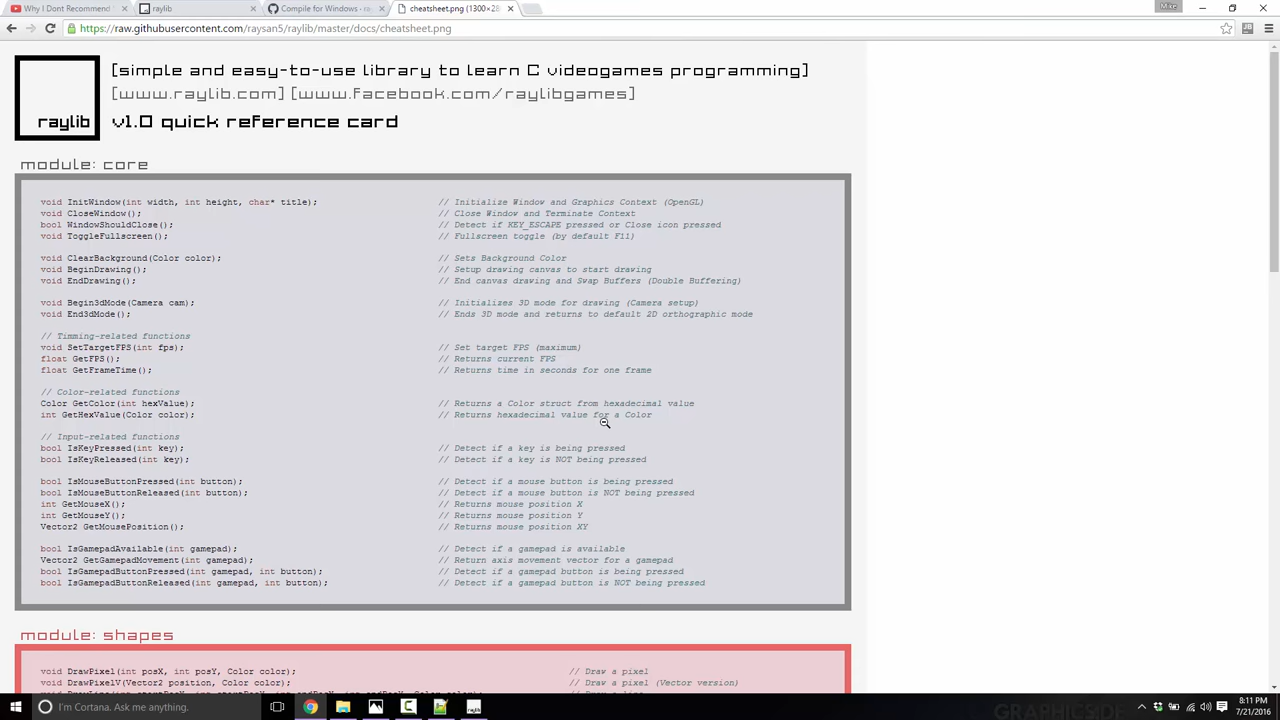 Why I Dont Recommend
raylib
Compile for Windows · ra
cheatsheet.png (1300×28
Mike
https://raw.githubusercontent.com/raysan5/raylib/master/docs/cheatsheet.png
[simple and easy-to-use library to learn C videogames programming]
[www.raylib.com] [www.facebook.com/raylibgames]
raylib
v1.0 quick reference card
module: core
void InitWindow(int width, int height, char* title); // Initialize Window and Graphics Context (OpenGL)
void CloseWindow(); // Close Window and Terminate Context
bool WindowShouldClose(); // Detect if KEY_ESCAPE pressed or Close icon pressed
void ToggleFullscreen(); // Fullscreen toggle (by default F11)
void ClearBackground(Color color); // Sets Background Color
void BeginDrawing(); // Setup drawing canvas to start drawing
void EndDrawing(); // End canvas drawing and Swap Buffers (Double Buffering)
void Begin3dMode(Camera cam); // Initializes 3D mode for drawing (Camera setup)
void End3dMode(); // Ends 3D mode and returns to default 2D orthographic mode
// Timming-related functions
void SetTargetFPS(int fps); // Set target FPS (maximum)
float GetFPS(); // Returns current FPS
float GetFrameTime(); // Returns time in seconds for one frame
// Color-related functions
Color GetColor(int hexValue); // Returns a Color struct from hexadecimal value
int GetHexValue(Color color); // Returns hexadecimal value for a Color
// Input-related functions
bool IsKeyPressed(int key); // Detect if a key is being pressed
bool IsKeyReleased(int key); // Detect if a key is NOT being pressed
bool IsMouseButtonPressed(int button); // Detect if a mouse button is being pressed
bool IsMouseButtonReleased(int button); // Detect if a mouse button is NOT being pressed
int GetMouseX(); // Returns mouse position X
int GetMouseY(); // Returns mouse position Y
Vector2 GetMousePosition(); // Returns mouse position XY
bool IsGamepadAvailable(int gamepad); // Detect if a gamepad is available
Vector2 GetGamepadMovement(int gamepad); // Return axis movement vector for a gamepad
bool IsGamepadButtonPressed(int gamepad, int button); // Detect if a gamepad button is being pressed
bool IsGamepadButtonReleased(int gamepad, int button); // Detect if a gamepad button is NOT being pressed
module: shapes
void DrawPixel(int posX, int posY, Color color); // Draw a pixel
void DrawPixelV(Vector2 position, Color color); // Draw a pixel (Vector version)
I'm Cortana. Ask me anything.
8:11 PM
7/21/2016